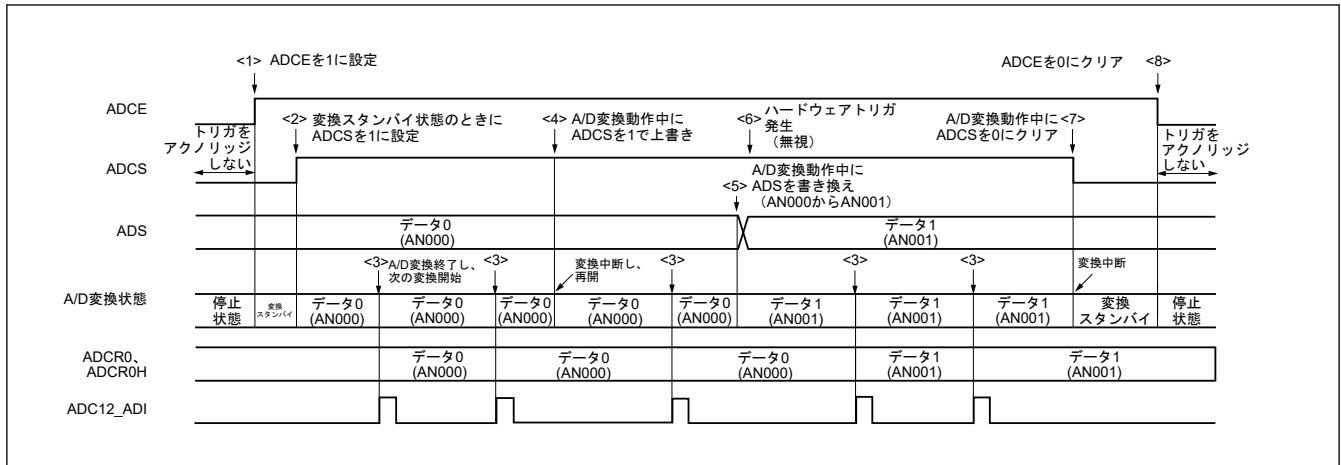 <1> ADCEを1に設定
ADCEを0にクリア <8>
ADCE
トリガを
アクノリッジ
しない
<2> 変換スタンバイ状態のときに
ADCSを1に設定
<4> A/D変換動作中に
ADCSを1で上書き
<6> ハードウェアトリガ
発生
（無視）
A/D変換動作中に <7>
ADCSを0にクリア
トリガを
アクノリッジ
しない
ADCS
A/D変換動作中に
<5> ADSを書き換え
（AN000からAN001）
ADS
データ0
(AN000)
データ1
(AN001)
<3> A/D変換終了し、
次の変換開始
<3>
変換中断し、
再開
<3>
<3>
<3>
変換中断
A/D変換状態
停止
状態
変換
スタンバイ
データ0
(AN000)
データ0
(AN000)
データ0
(AN000)
データ0
(AN000)
データ0
(AN000)
データ1
(AN001)
データ1
(AN001)
データ1
(AN001)
変換
スタンバイ
停止
状態
ADCR0、
ADCR0H
データ0
(AN000)
データ0
(AN000)
データ0
(AN000)
データ1
(AN001)
データ1
(AN001)
ADC12_ADI